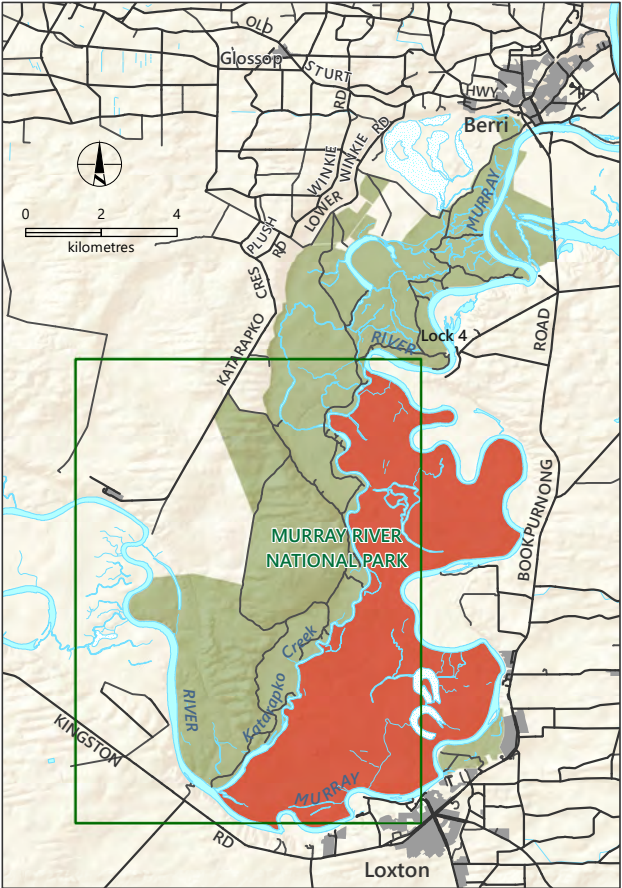 OLD
Glossop
STURT
HWY
RD
Berri
WINKIE
WINKIE RD
LOWER
0 2 4
kilometres
PLUSH
RD
CRES
MURRAY
KATARAPKO
RIVER
Lock 4
ROAD
BOOKPURNONG
MURRAY RIVER
NATIONAL PARK
Creek
Katarapko
RIVER
KINGSTON
MURRAY
RD
Loxton